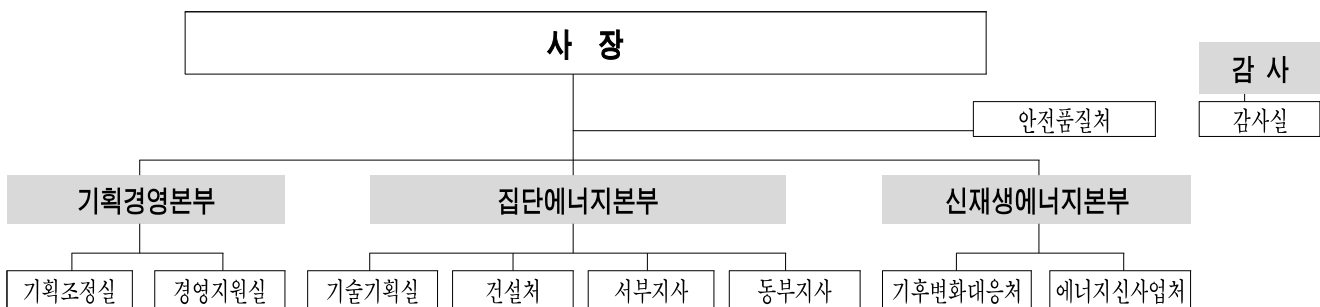 사 장
감 사
안전품질처
감사실
기획경영본부
집단에너지본부
신재생에너지본부
기획조정실
경영지원실
기술기획실
건설처
서부지사
동부지사
기후변화대응처
에너지신사업처